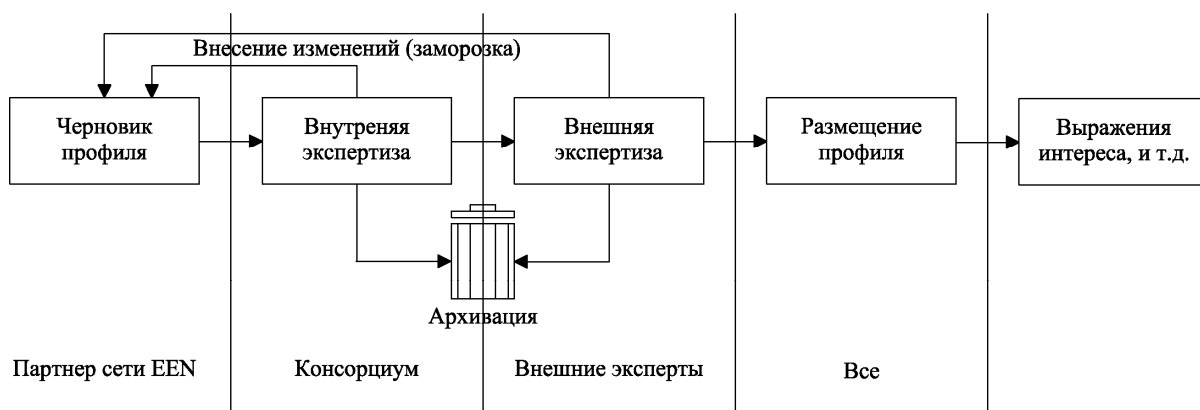 Внесение изменений (заморозка)
Черновик
профиля
Внутреняя
экспертиза
Внешняя
экспертиза
Размещение
профиля
Выражения
интереса, и т.д.
Архивация
Партнер сети EEN
Консорциум
Внешние эксперты
Все